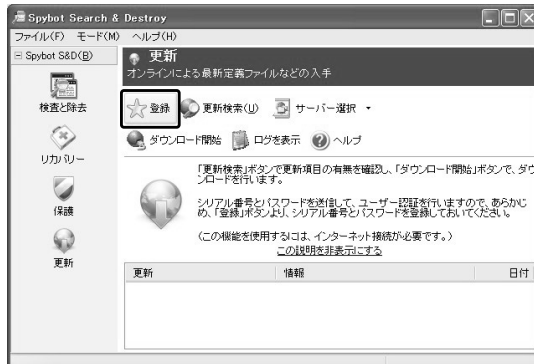 Spybot Search & Destroy
ファイル(F) モード(M) ヘルプ(H)
Spybot S&D(B)
更新
オンラインによる最新定義ファイルなどの入手
検査と除去
登録 更新検索(U) サーバー選択
ダウンロード開始 ログを表示 ヘルプ
リカバリー
「更新検索」ボタンで更新項目の有無を確認し、「ダウンロード開始」ボタンで、ダウ
ンロードを行います。
シリアル番号とパスワードを送信して、ユーザー認証を行いますので、あらかじ
め、「登録」ボタンより、シリアル番号とパスワードを登録しておいてください。
保護
(この機能を使用するには、インターネット接続が必要です。)
この説明を非表示にする
更新
更新 情報 日付